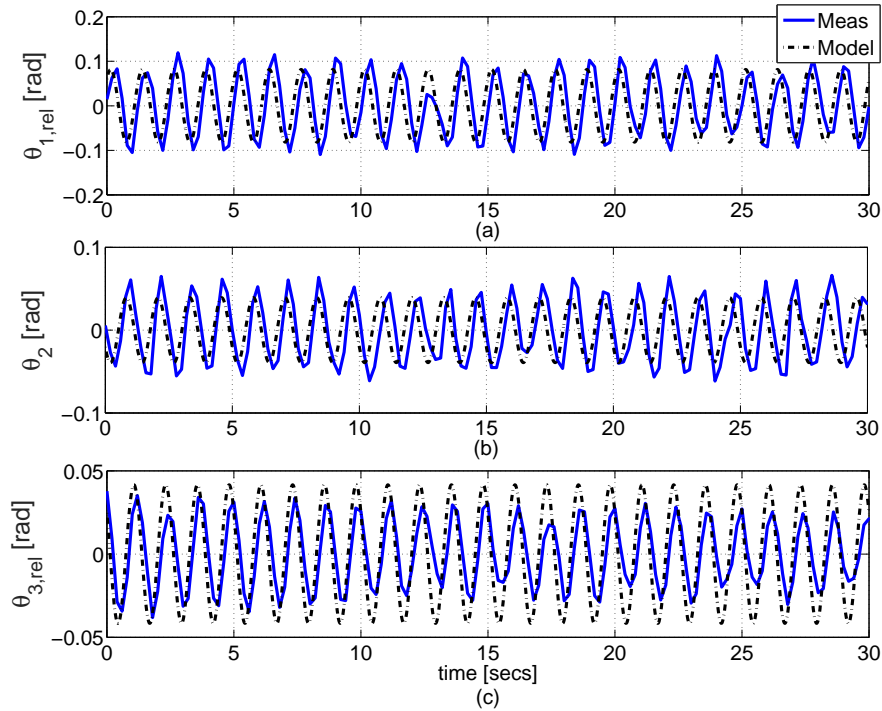 Meas
Model
0.2
0.1
0
−0.1
−0.2
θ1,rel [rad]
0 5 10 15 20 25 30
(a)
0.1
0
−0.1
θ2 [rad]
0 5 10 15 20 25 30
(b)
0.05
0
−0.05
θ3,rel [rad]
0 5 10 15 20 25 30
time [secs]
(c)